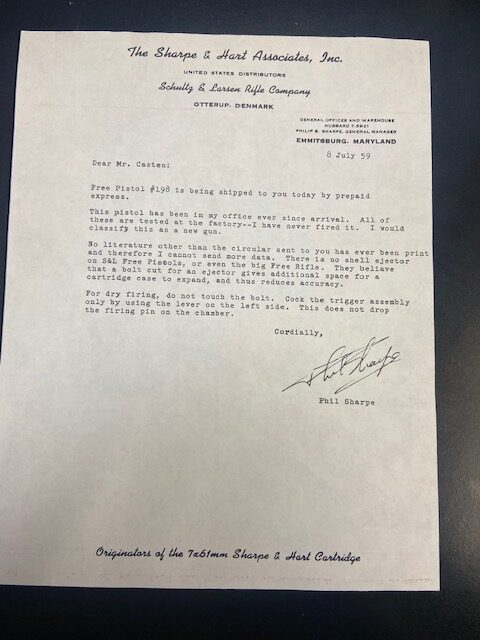 The Sharpe & Hart Associates, Inc.
UNITED STATES DISTRIBUTORS
Schultz & Larsen Rifle Company
OTTERUP, DENMARK
GENERAL OFFICES AND WAREHOUSE
HUBBARD 7-5921
PHILIP B. SHARPE, GENERAL MANAGER
EMMITSBURG, MARYLAND
8 July 59
Dear Mr. Casten:
Free Pistol #198 is being shipped to you today by prepaid
express.
This pistol has been in my office ever since arrival. All of
these are tested at the factory--I have never fired it. I would
classify this as a new gun.
No literature other than the circular sent to you has ever been print
and therefore I cannot send more data. There is no shell ejector
on S&L Free Pisools, or even the big Free Rifle. They beliave
that a bolt cut for an ejector gives additional space for a
cartridge case to expand, and thus reduces accuracy.
For dry firing, do not touch the bolt. Cock the trigger assembly
only by using the lever on the left side. This does not drop
the firing pin on the chamber.
Cordially,
Phil Sharpe
Phil Sharpe
Originators of the 7x61mm Sharpe & Hart Cartridge